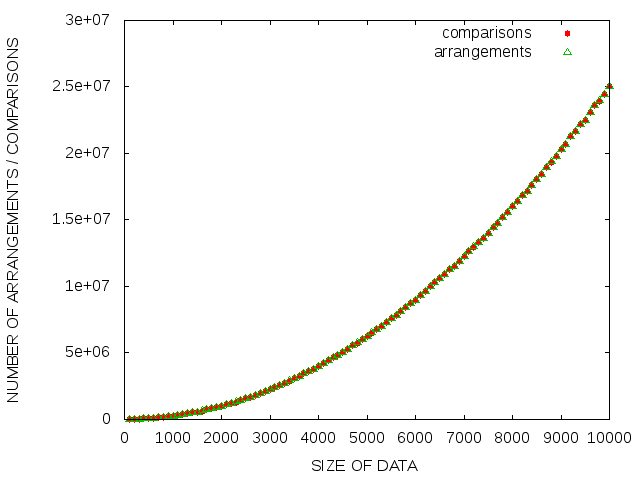 3e+07
comparisons
arrangements
2.5e+07
2e+07
1.5e+07
1e+07
5e+06
0
0 1000 2000 3000 4000 5000 6000 7000 8000 9000 10000
SIZE OF DATA
NUMBER OF ARRANGEMENTS / COMPARISONS